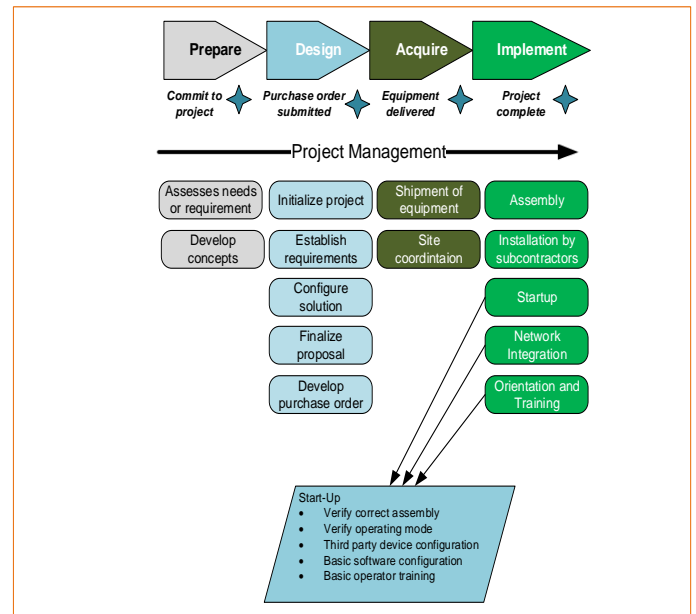 Prepare
Design
Acquire
Implement
Commit to
project
Purchase order
submitted
Equipment
delivered
Project
complete
Project Management
Assesses needs
or requirement
Initialize project
Shipment of
equipment
Assembly
Develop
concepts
Establish
requirements
Site
coordintaion
Installation by
subcontractors
Configure
solution
Startup
Finalize
proposal
Network
Integration
Develop
purchase order
Orientation and
Training
Start-Up
• Verify correct assembly
• Verify operating mode
• Third party device configuration
• Basic software configuration
• Basic operator training